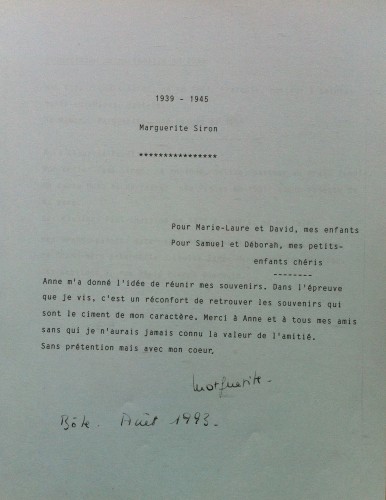 1939 - 1945
Marguerite Siron
****************
Pour Marie-Laure et David, mes enfants
Pour Samuel et Déborah, mes petits-
enfants chéris
--------
Anne m'a donné l'idée de réunir mes souvenirs. Dans l'épreuve
que je vis, c'est un réconfort de retrouver les souvenirs qui
sont le ciment de mon caractère. Merci à Anne et à tous mes amis
sans qui je n'aurais jamais connu la valeur de l'amitié.
Sans prétention mais avec mon coeur.
Marguerite -
Août 1993 -